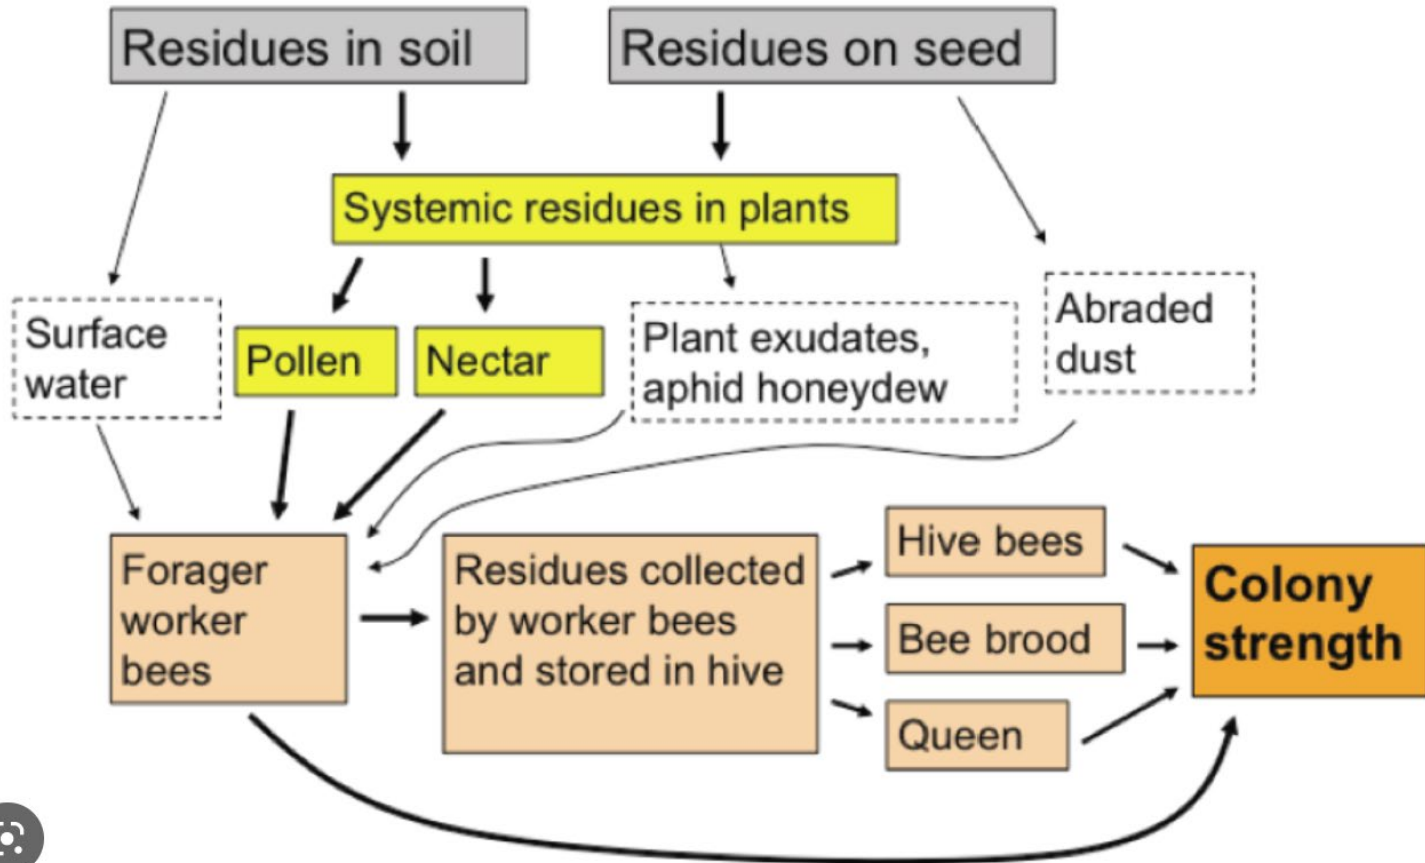 Residues in soil
Residues on seed
Systemic residues in plants
Surface
water
Pollen
Nectar
Plant exudates,
aphid honeydew
Abraded
dust
Forager
worker
bees
Residues collected
by worker bees
and stored in hive
Hive bees
Bee brood
Queen
Colony
strength